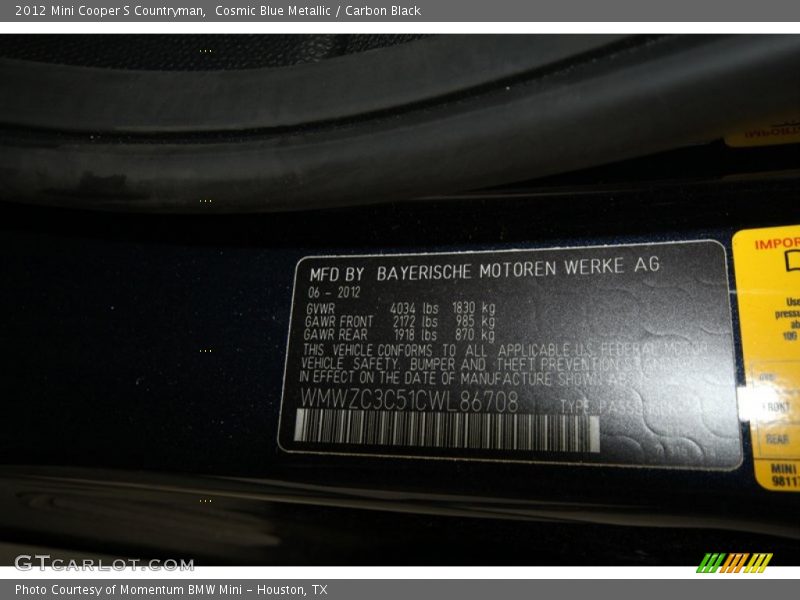 2012 Mini Cooper S Countryman, Cosmic Blue Metallic / Carbon Black
MFD BY BAYERISCHE MOTOREN WERKE AG
06 - 2012
GVWR 4034 lbs 1830 kg
GAWR FRONT 2172 lbs 985 kg
GAWR REAR 1918 lbs 870 kg
THIS VEHICLE CONFORMS TO ALL APPLICABLE U.S. FEDERAL
VEHICLE SAFETY, BUMPER AND THEFT PREVENTION
IN EFFECT ON THE DATE OF MANUFACTURE SHOWN
WMWZC3C51CWL86708 TYPE
IMPOR
Use
pressu
FRONT
REAR
MINI
9811
GTCARLOT.COM
Photo Courtesy of Momentum BMW Mini - Houston, TX